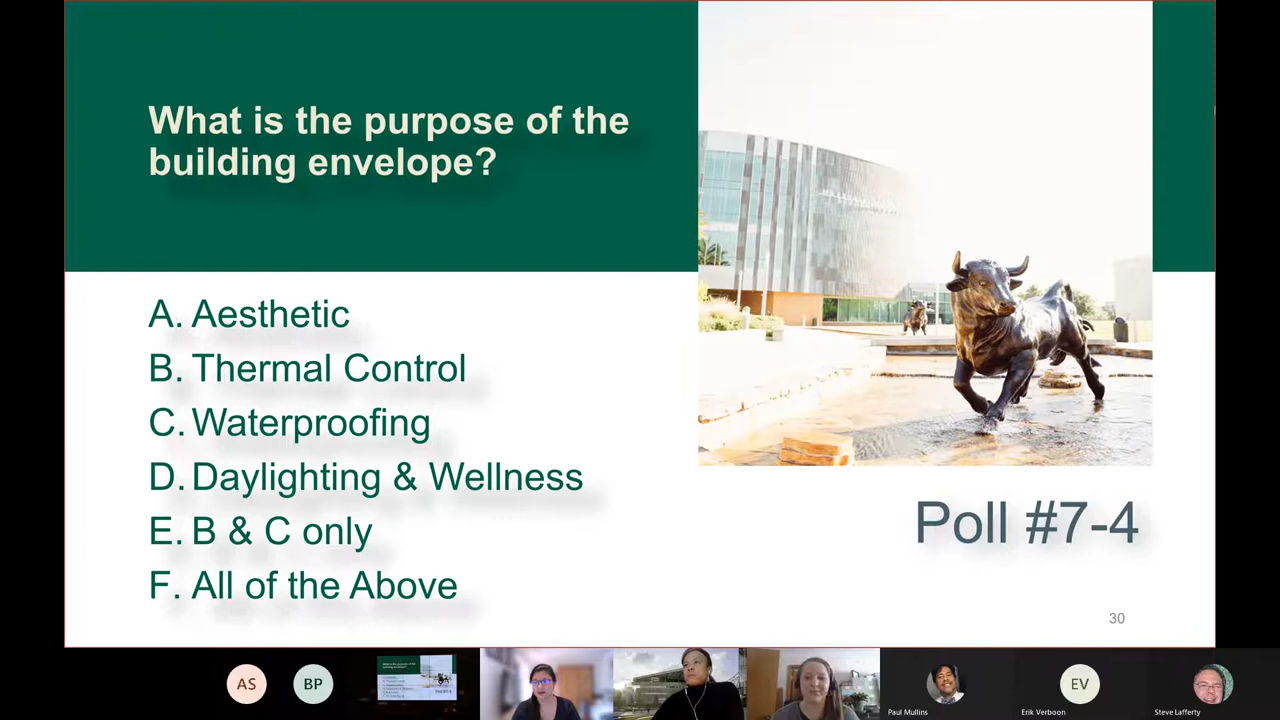 What is the purpose of the
building envelope?
A. Aesthetic
B. Thermal Control
C. Waterproofing
D. Daylighting & Wellness
E. B & C only
F. All of the Above
Poll #7-4
30
AS
BP
EV
Paul Mullins
Erik Verboon
Steve Lafferty